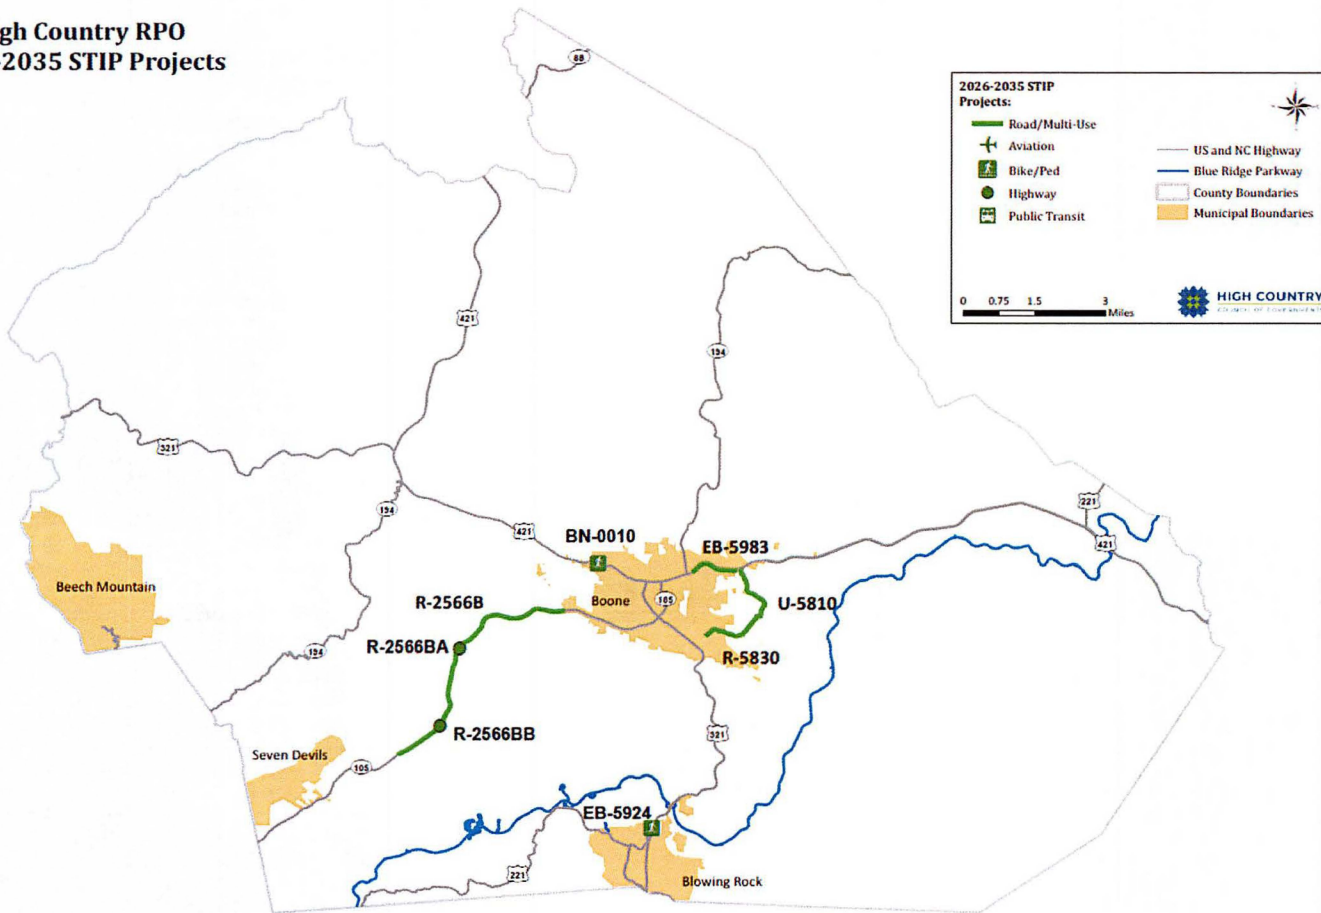 gh Country RPO
-2035 STIP Projects
88
2026-2035 STIP
Projects:
Road/Multi-Use
Aviation
Bike/Ped
Highway
Public Transit
US and NC Highway
Blue Ridge Parkway
County Boundaries
Municipal Boundaries
0 0.75 1.5 3
Miles
HIGH COUNTRY
COUNCIL OF GOVERNMENTS
421
194
321
194
421
BN-0010
EB-5983
221
421
Beech Mountain
R-2566B
Boone
105
U-5810
R-2566BA
194
R-5830
R-2566BB
321
Seven Devils
105
EB-5924
221
Blowing Rock